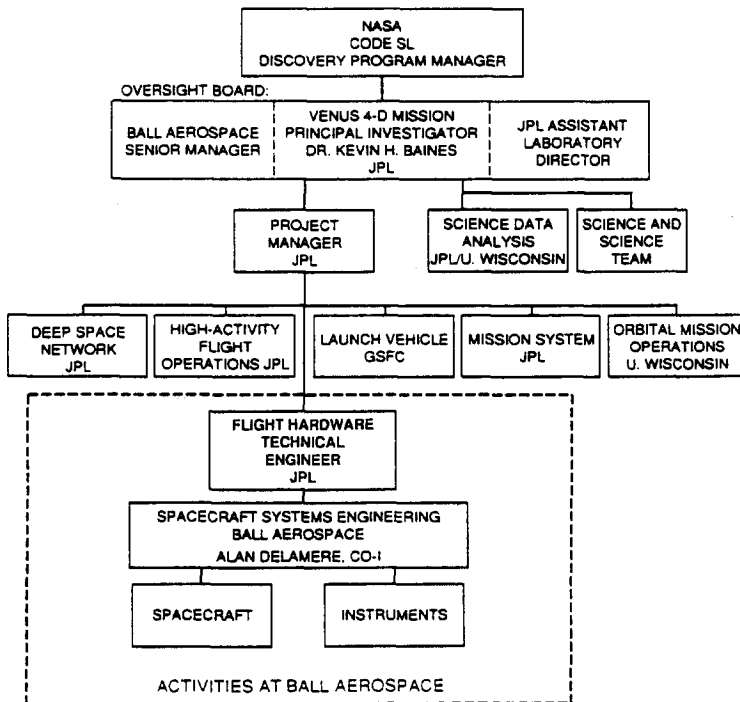 NASA
CODE SL
DISCOVERY PROGRAM MANAGER
OVERSIGHT BOARD:
BALL AEROSPACE
SENIOR MANAGER
VENUS 4-D MISSION
PRINCIPAL INVESTIGATOR
DR. KEVIN H. BAINES
JPL
JPL ASSISTANT
LABORATORY
DIRECTOR
PROJECT
MANAGER
JPL
SCIENCE DATA
ANALYSIS
JPL/U. WISCONSIN
SCIENCE AND
SCIENCE
TEAM
DEEP SPACE
NETWORK
JPL
HIGH-ACTIVITY
FLIGHT
OPERATIONS JPL
LAUNCH VEHICLE
GSFC
MISSION SYSTEM
JPL
ORBITAL MISSION
OPERATIONS
U. WISCONSIN
FLIGHT HARDWARE
TECHNICAL
ENGINEER
JPL
SPACECRAFT SYSTEMS ENGINEERING
BALL AEROSPACE
ALAN DELAMERE, CO-I
SPACECRAFT
INSTRUMENTS
ACTIVITIES AT BALL AEROSPACE